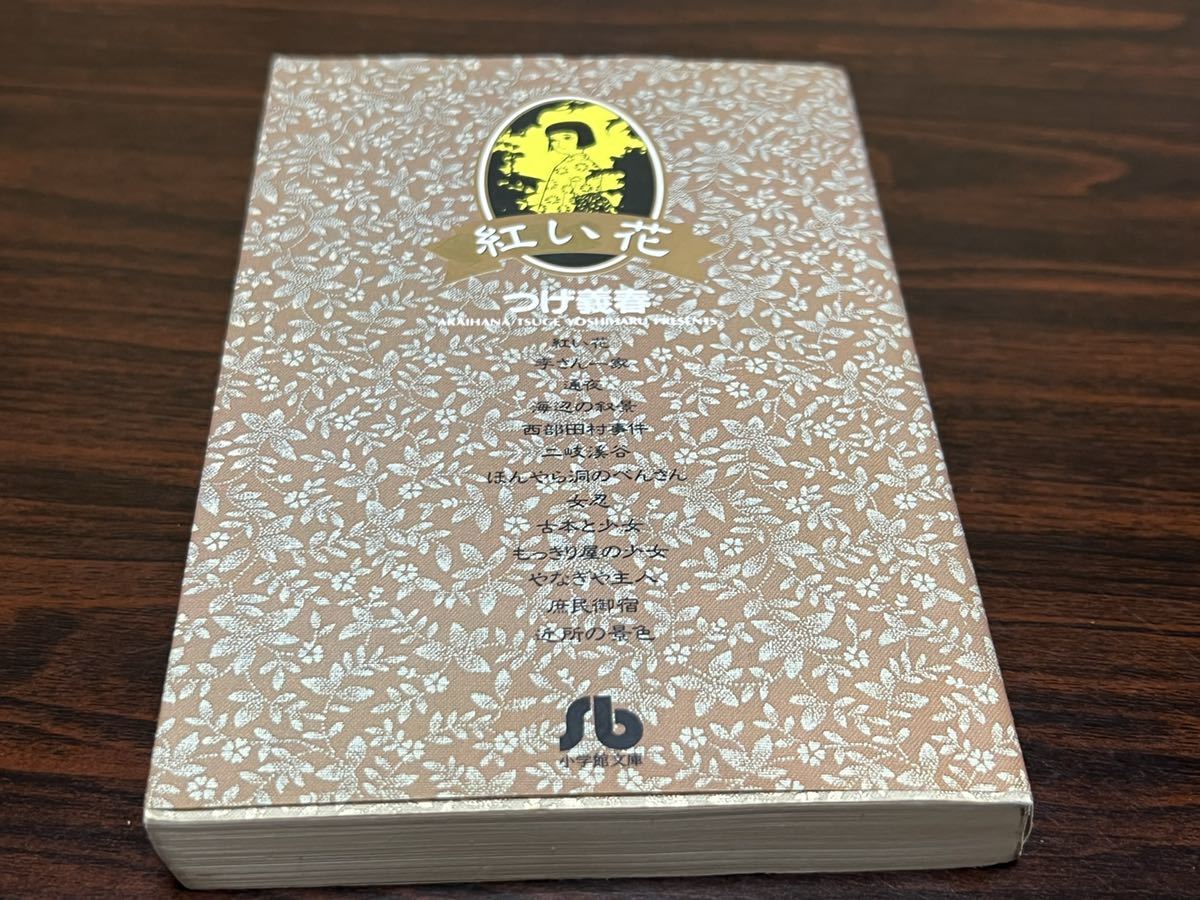 紅い花
つげ義春
AKAIHANA/TSUGE YOSHIHARU PRESENTS
紅い花
李さん一家
通夜
海辺の叙景
西部田村事件
二岐渓谷
ほんやら洞のべんさん
女忍
古本と少女
もっきり屋の少女
やなぎや主人
庶民御宿
近所の景色
sb
小学館文庫